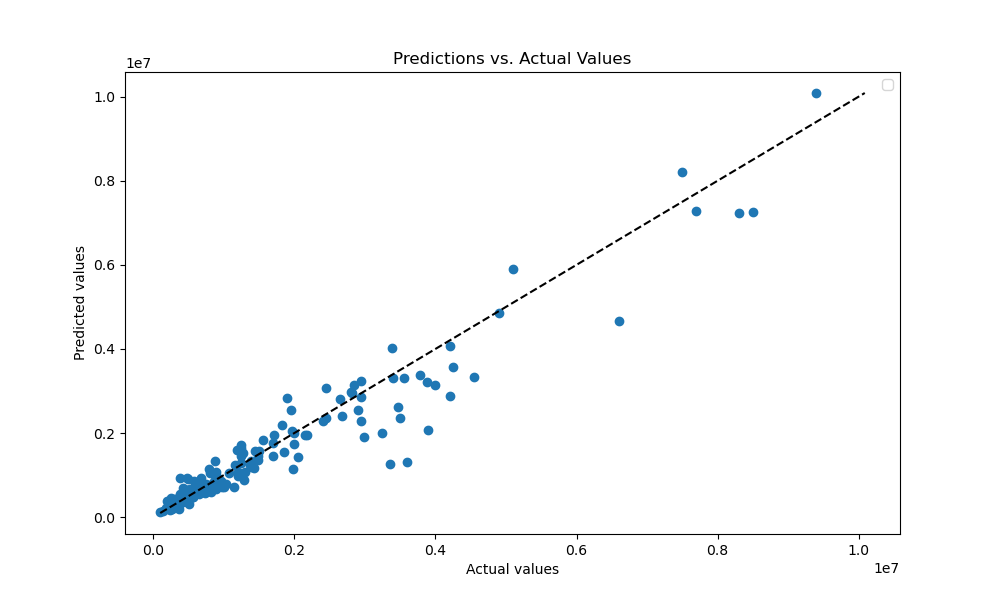 Predictions vs. Actual Values
1e7
1.0
0.8
0.6
0.4
0.2
0.0
Predicted values
0.0 0.2 0.4 0.6 0.8 1.0
1e7
Actual values